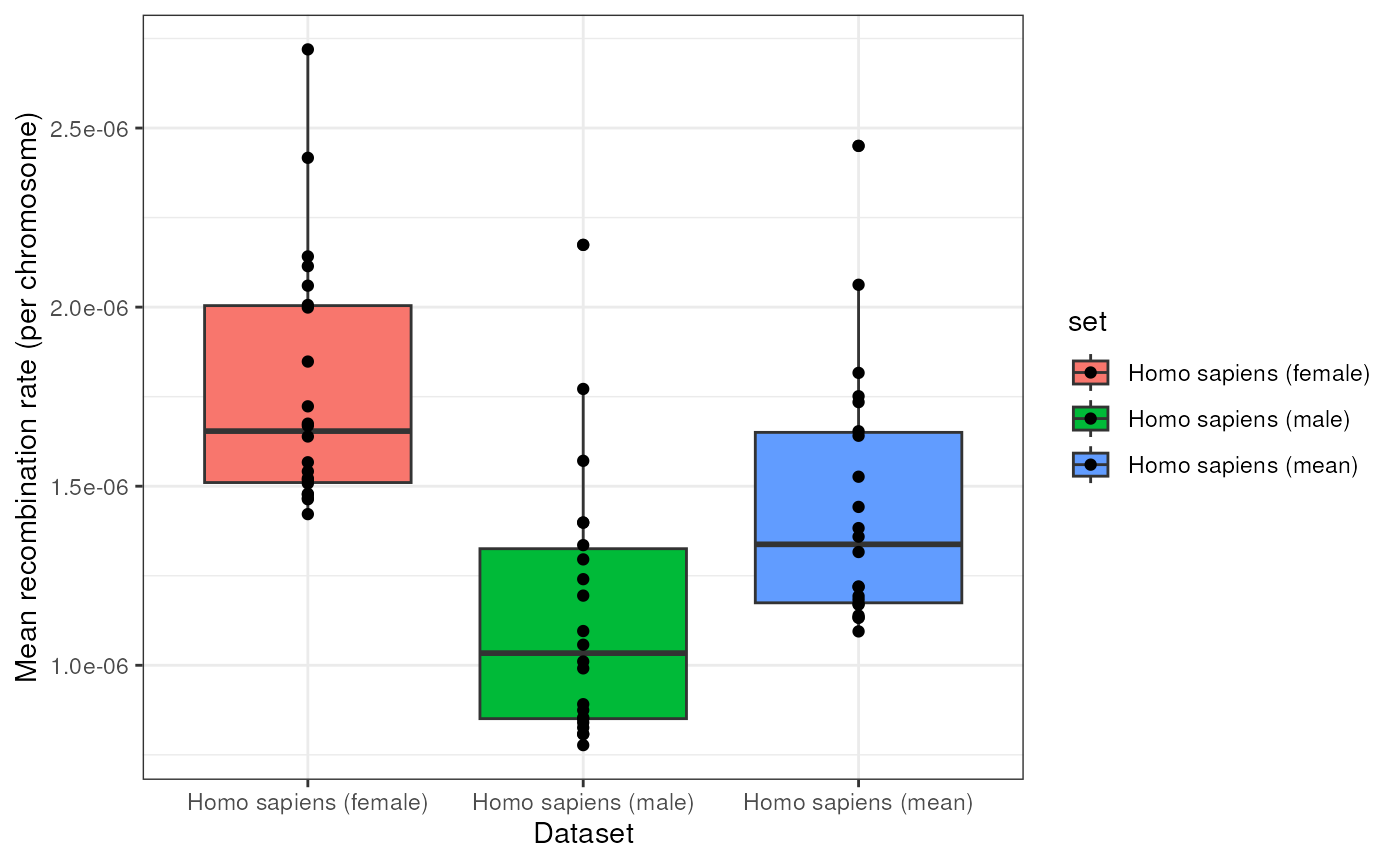 Mean recombination rate (per chromosome)
2.5e-06
2.0e-06
1.5e-06
1.0e-06
Homo sapiens (female)
Homo sapiens (male)
Homo sapiens (mean)
Dataset
set
Homo sapiens (female)
Homo sapiens (male)
Homo sapiens (mean)